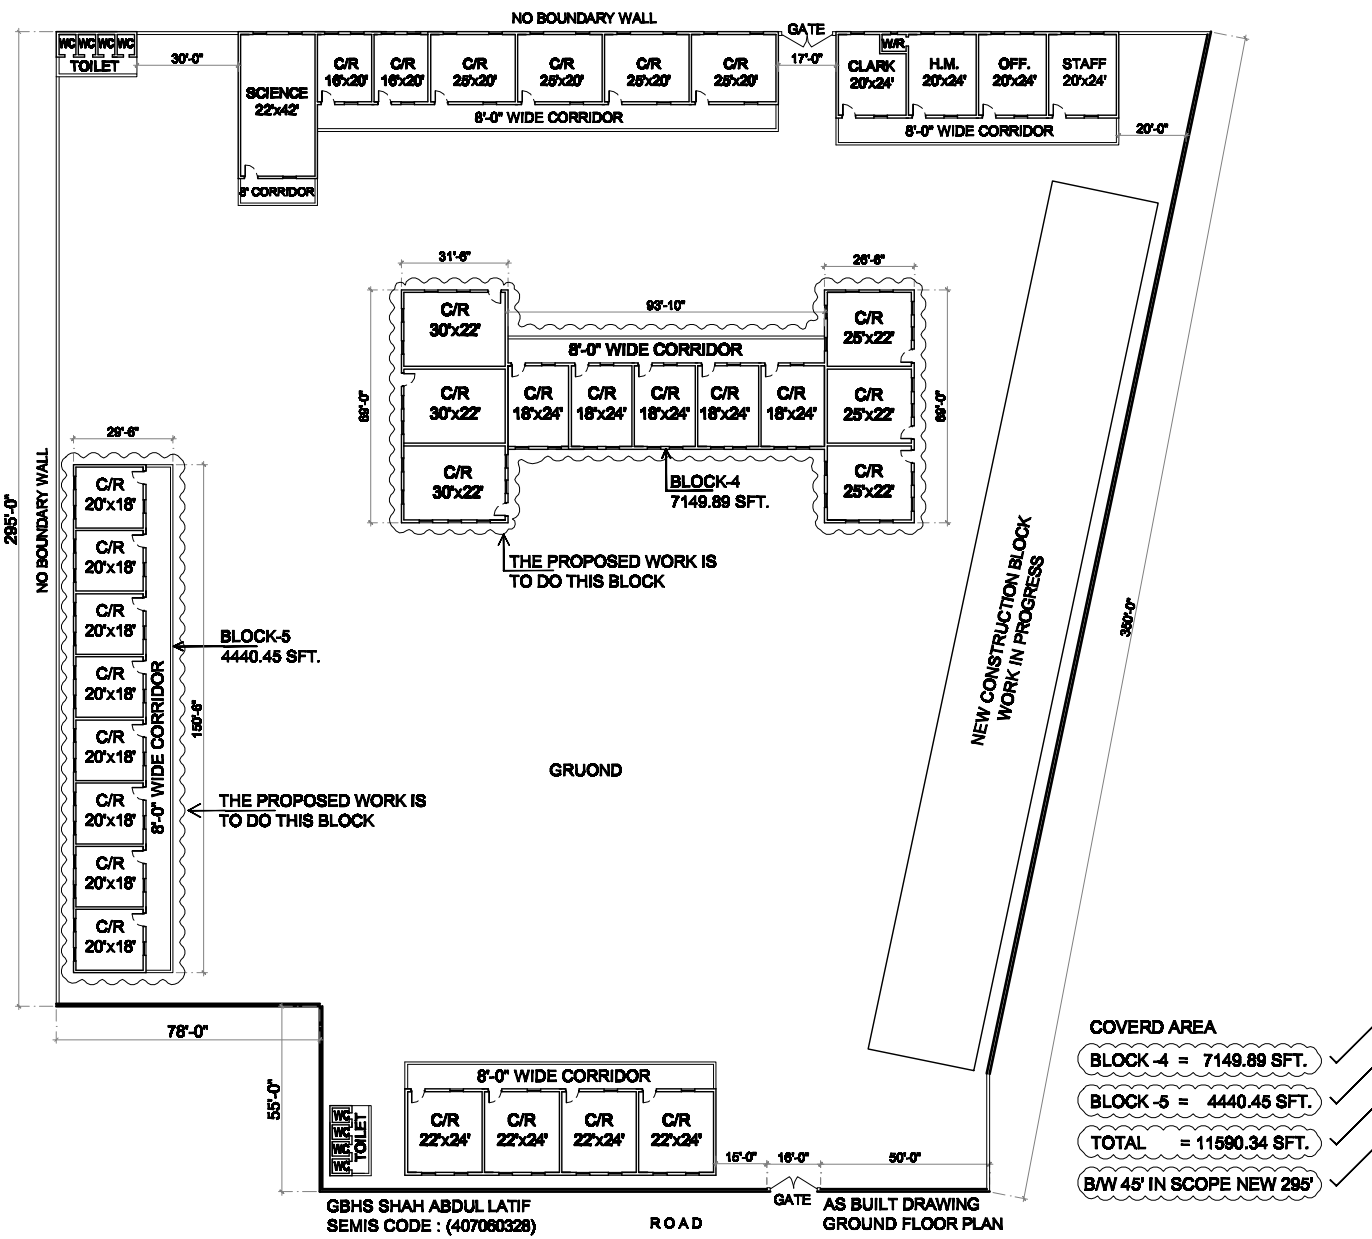 NO BOUNDARY WALL
GATE
WC WC WC WC
TOILET
30'-0"
SCIENCE
22'x42'
C/R
16'x20'
C/R
16'x20'
C/R
25'x20'
C/R
25'x20'
C/R
25'x20'
C/R
25'x20'
17'-0"
W/R
CLARK
20'x24'
H.M.
20'x24'
OFF.
20'x24'
STAFF
20'x24'
8'-0" WIDE CORRIDOR
8'-0" WIDE CORRIDOR
20'-0"
8' CORRIDOR
31'-6"
26'-6"
93'-10"
C/R
30'x22'
C/R
30'x22'
C/R
30'x22'
69'-0"
8'-0" WIDE CORRIDOR
C/R
18'x24'
C/R
18'x24'
C/R
18'x24'
C/R
18'x24'
C/R
18'x24'
C/R
25'x22'
C/R
25'x22'
C/R
25'x22'
69'-0"
BLOCK-4
7149.89 SFT.
THE PROPOSED WORK IS
TO DO THIS BLOCK
29'-6"
NO BOUNDARY WALL
295'-0"
C/R
20'x18'
C/R
20'x18'
C/R
20'x18'
C/R
20'x18'
C/R
20'x18'
C/R
20'x18'
C/R
20'x18'
C/R
20'x18'
8'-0" WIDE CORRIDOR
150'-6"
BLOCK-5
4440.45 SFT.
THE PROPOSED WORK IS
TO DO THIS BLOCK
GRUOND
NEW CONSTRUCTION BLOCK
WORK IN PROGRESS
350'-0"
78'-0"
55'-0"
WC
WC
WC
WC
TOILET
8'-0" WIDE CORRIDOR
C/R
22'x24'
C/R
22'x24'
C/R
22'x24'
C/R
22'x24'
15'-0"
16'-0"
50'-0"
GATE
COVERD AREA
BLOCK -4 = 7149.89 SFT.
BLOCK -5 = 4440.45 SFT.
TOTAL = 11590.34 SFT.
B/W 45' IN SCOPE NEW 295'
GBHS SHAH ABDUL LATIF
SEMIS CODE : (407060328)
ROAD
AS BUILT DRAWING
GROUND FLOOR PLAN